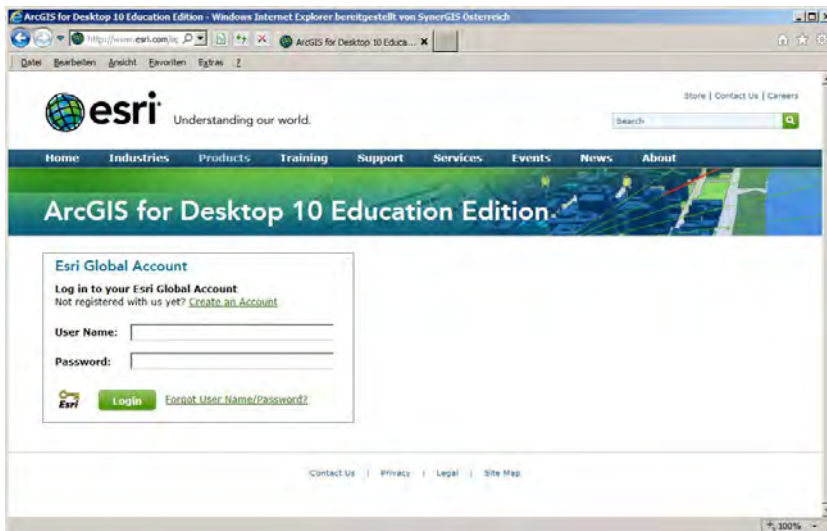 ArcGIS for Desktop 10 Education Edition - Windows Internet Explorer bereitgestellt von SynerGIS Österreich
http://www.esri.com/ ArcGIS for Desktop 10 Educa...
Datei Bearbeiten Ansicht Favoriten Extras ?
Store | Contact Us | Careers
esri Understanding our world.
Search
Home Industries Products Training Support Services Events News About
ArcGIS for Desktop 10 Education Edition
Esri Global Account
Log in to your Esri Global Account
Not registered with us yet? Create an Account
User Name:
Password:
Esri Login Forgot User Name/Password?
Contact Us | Privacy | Legal | Site Map
100%